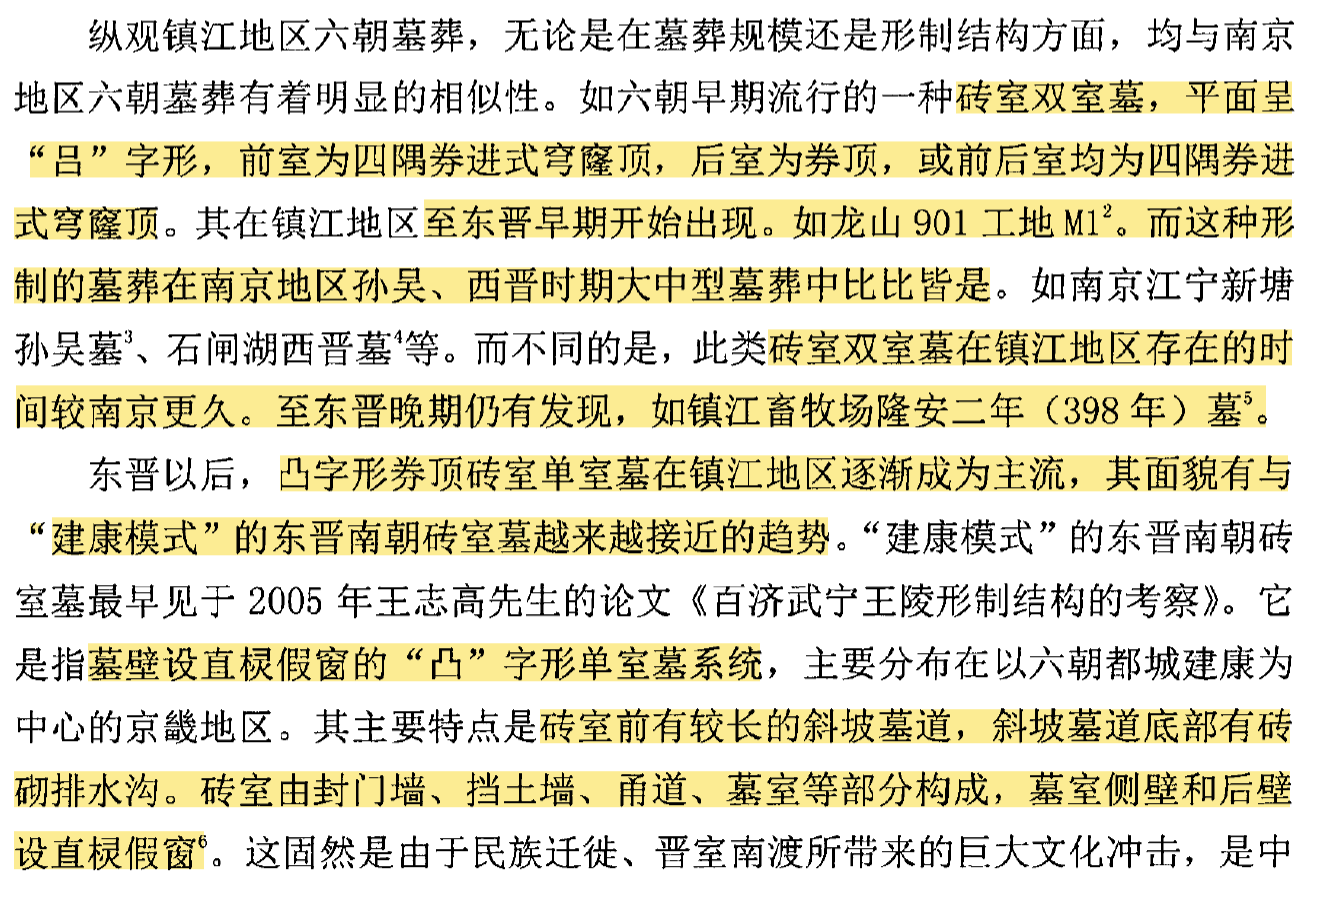 纵观镇江地区六朝墓葬，无论是在墓葬规模还是形制结构方面，均与南京
地区六朝墓葬有着明显的相似性。如六朝早期流行的一种砖室双室墓，平面呈
“吕”字形，前室为四隅券进式穹窿顶，后室为券顶，或前后室均为四隅券进
式穹窿顶。其在镇江地区至东晋早期开始出现。如龙山 901 工地 M1²。而这种形
制的墓葬在南京地区孙吴、西晋时期大中型墓葬中比比皆是。如南京江宁新塘
孙吴墓³、石闸湖西晋墓⁴等。而不同的是，此类砖室双室墓在镇江地区存在的时
间较南京更久。至东晋晚期仍有发现，如镇江畜牧场隆安二年（398 年）墓⁵。
东晋以后，凸字形券顶砖室单室墓在镇江地区逐渐成为主流，其面貌有与
“建康模式”的东晋南朝砖室墓越来越接近的趋势。“建康模式”的东晋南朝砖
室墓最早见于 2005 年王志高先生的论文《百济武宁王陵形制结构的考察》。它
是指墓壁设直棂假窗的“凸”字形单室墓系统，主要分布在以六朝都城建康为
中心的京畿地区。其主要特点是砖室前有较长的斜坡墓道，斜坡墓道底部有砖
砌排水沟。砖室由封门墙、挡土墙、甬道、墓室等部分构成，墓室侧壁和后壁
设直棂假窗⁶。这固然是由于民族迁徙、晋室南渡所带来的巨大文化冲击，是中